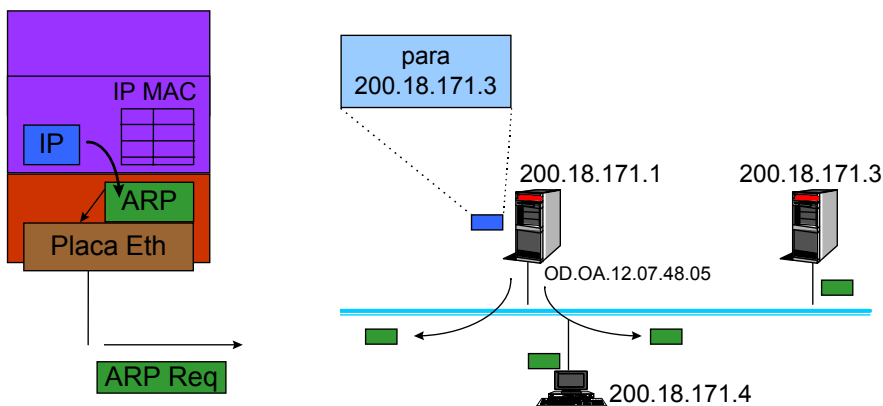 IP MAC
IP
ARP
Placa Eth
ARP Req
para
200.18.171.3
200.18.171.1
200.18.171.3
OD.OA.12.07.48.05
200.18.171.4